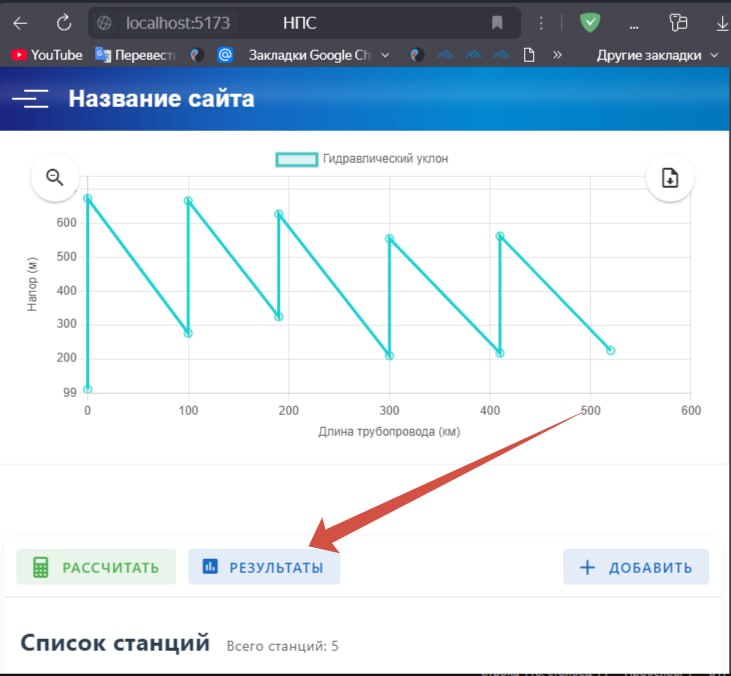 localhost:5173 НПС
YouTube Перевест Закладки Google Ch Другие закладки
Название сайта
Гидравлический уклон
Напор (м)
600
500
400
300
200
99
0 100 200 300 400 500 600
Длина трубопровода (км)
РАССЧИТАТЬ РЕЗУЛЬТАТЫ ДОБАВИТЬ
Список станций Всего станций: 5